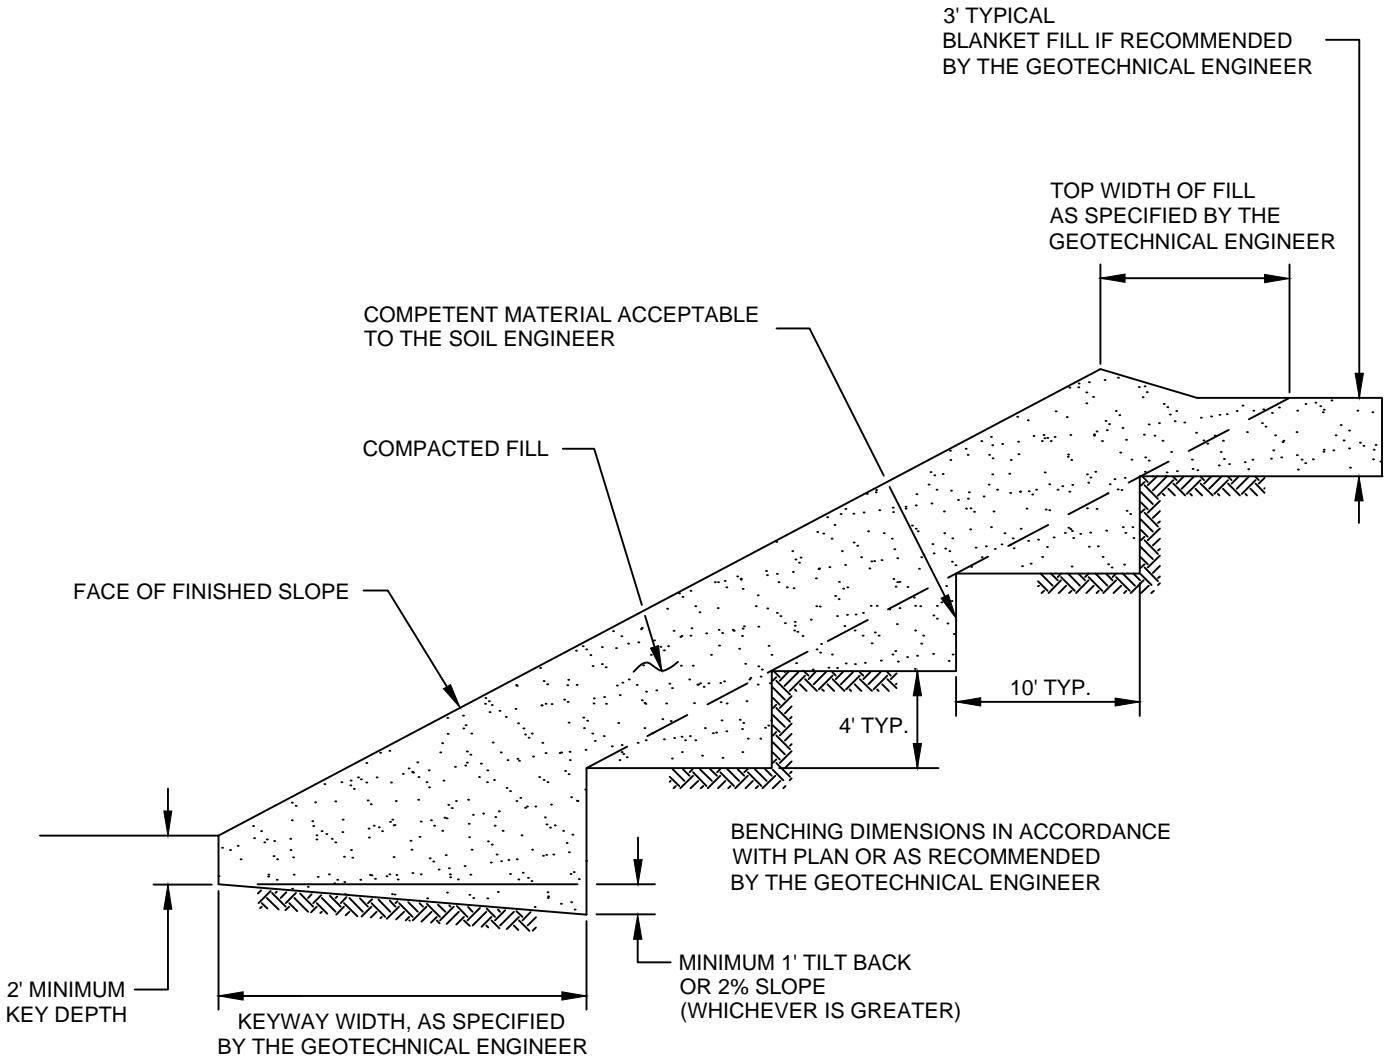 3' TYPICAL
BLANKET FILL IF RECOMMENDED
BY THE GEOTECHNICAL ENGINEER
TOP WIDTH OF FILL
AS SPECIFIED BY THE
GEOTECHNICAL ENGINEER
COMPETENT MATERIAL ACCEPTABLE
TO THE SOIL ENGINEER
COMPACTED FILL
FACE OF FINISHED SLOPE
10' TYP.
4' TYP.
BENCHING DIMENSIONS IN ACCORDANCE
WITH PLAN OR AS RECOMMENDED
BY THE GEOTECHNICAL ENGINEER
MINIMUM 1' TILT BACK
OR 2% SLOPE
(WHICHEVER IS GREATER)
2' MINIMUM
KEY DEPTH
KEYWAY WIDTH, AS SPECIFIED
BY THE GEOTECHNICAL ENGINEER